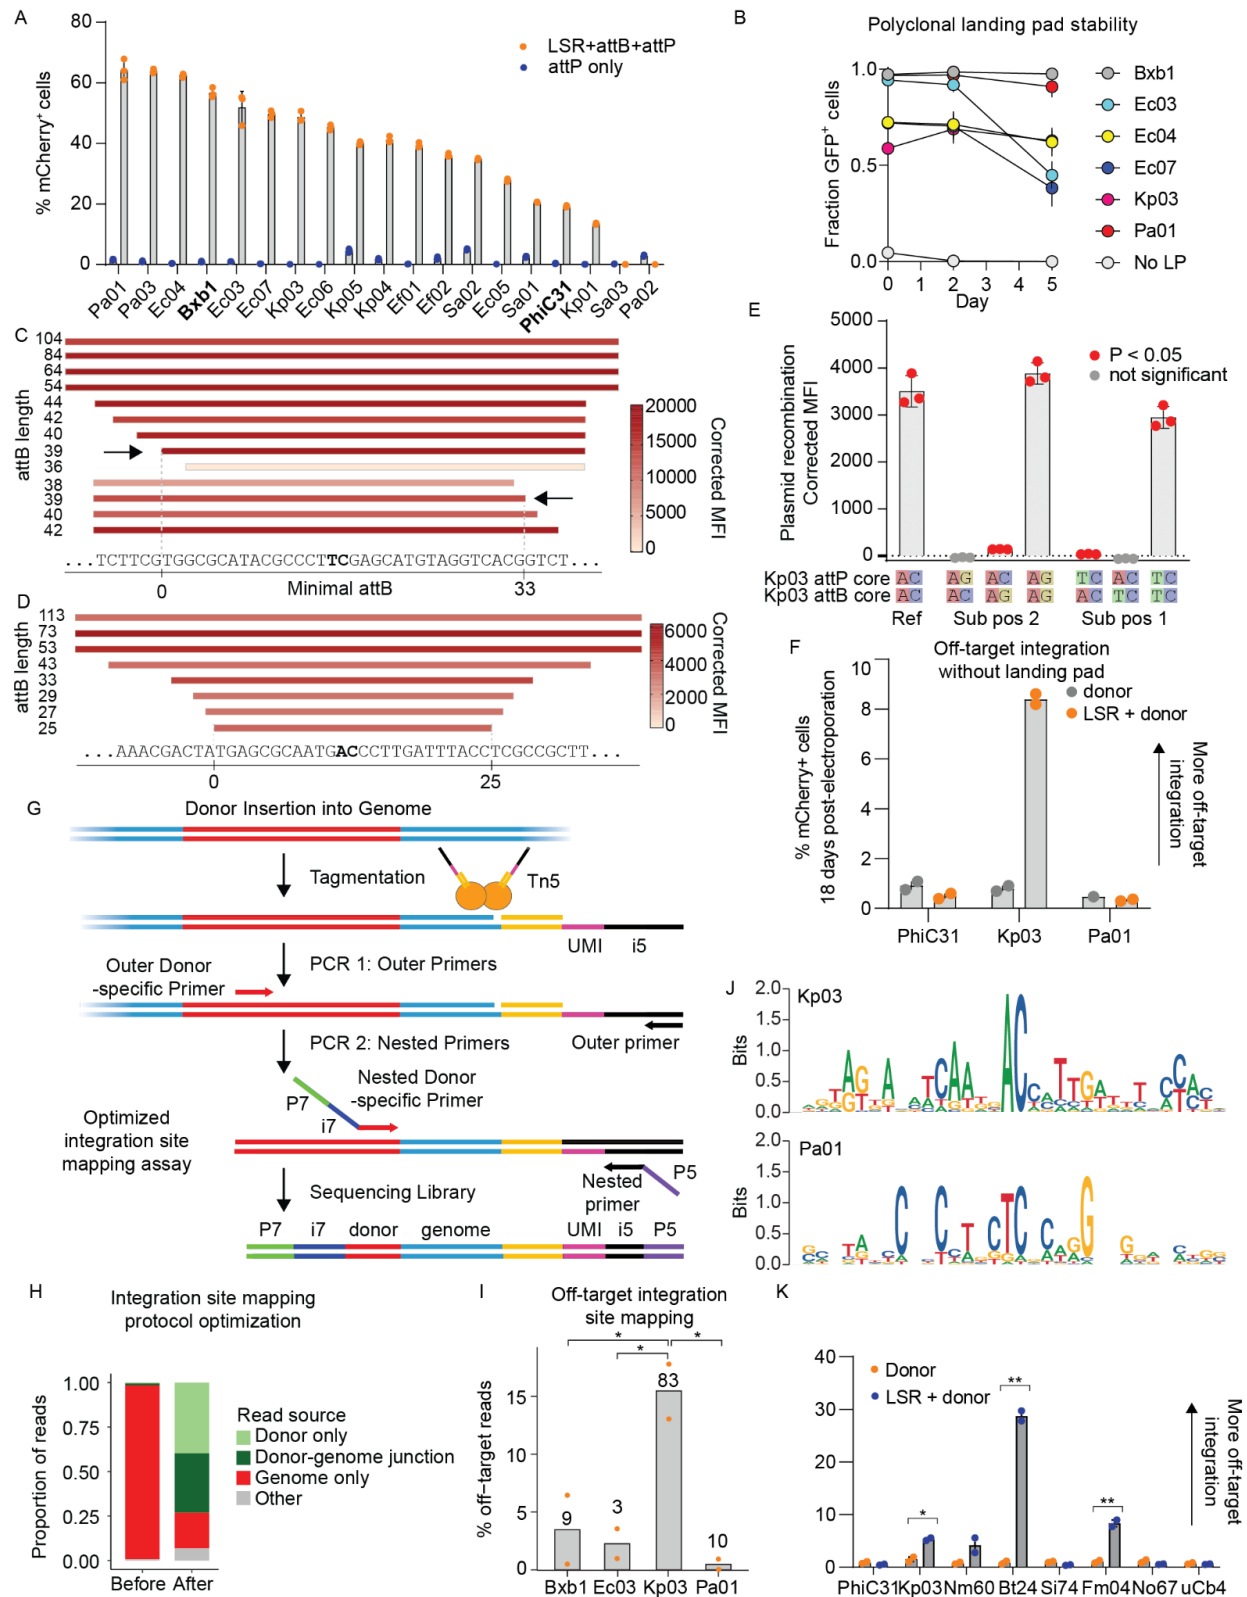 A
80
60
40
20
0
% mCherry⁺ cells
LSR+attB+attP
attP only
Pa01
Pa03
Ec04
Bxb1
Ec03
Ec07
Kp03
Ec06
Kp05
Kp04
Ef01
Ef02
Sa02
Ec05
Sa01
PhiC31
Kp01
Sa03
Pa02
B
Polyclonal landing pad stability
Fraction GFP⁺ cells
1.0
0.5
0.0
0 1 2 3 4 5
Day
Bxb1
Ec03
Ec04
Ec07
Kp03
Pa01
No LP
C
attB length
104
84
64
54
44
42
40
39
36
38
39
40
42
20000
15000
10000
5000
0
Corrected MFI
...TCTTCGTGGCGCATACGCCCTTCGAGCATGTAGGTCACGGTCT...
0 Minimal attB 33
D
attB length
113
73
53
43
33
29
27
25
6000
4000
2000
0
Corrected MFI
...AAACGACTATGAGCGCAATGACCCTTGATTTACCTCGCCGCTT...
0 25
E
Plasmid recombination
Corrected MFI
5000
4000
3000
2000
1000
0
P < 0.05
not significant
Kp03 attP core AC AG AC AG TC AC TC
Kp03 attB core AC AC AG AG AC TC TC
Ref Sub pos 2 Sub pos 1
F
Off-target integration
without landing pad
% mCherry+ cells
18 days post-electroporation
10
8
6
4
2
0
donor
LSR + donor
More off-target
integration
PhiC31 Kp03 Pa01
G
Donor Insertion into Genome
Tagmentation
Tn5
UMI i5
PCR 1: Outer Primers
Outer Donor
-specific Primer
Outer primer
PCR 2: Nested Primers
Nested Donor
-specific Primer
P7
i7
Optimized
integration site
mapping assay
Nested
primer
P5
Sequencing Library
P7 i7 donor genome UMI i5 P5
H
Integration site mapping
protocol optimization
Proportion of reads
1.00
0.75
0.50
0.25
0.00
Before After
Read source
Donor only
Donor-genome junction
Genome only
Other
I
Off-target integration
site mapping
% off−target reads
15
10
5
0
* * *
9 3 83 10
Bxb1 Ec03 Kp03 Pa01
J
Kp03
Bits
2.0
1.5
1.0
0.5
0.0
Pa01
Bits
2.0
1.5
1.0
0.5
0.0
K
40
30
20
10
0
Donor
LSR + donor
* ** **
More off-target
integration
PhiC31 Kp03 Nm60 Bt24 Si74 Fm04 No67 uCb4